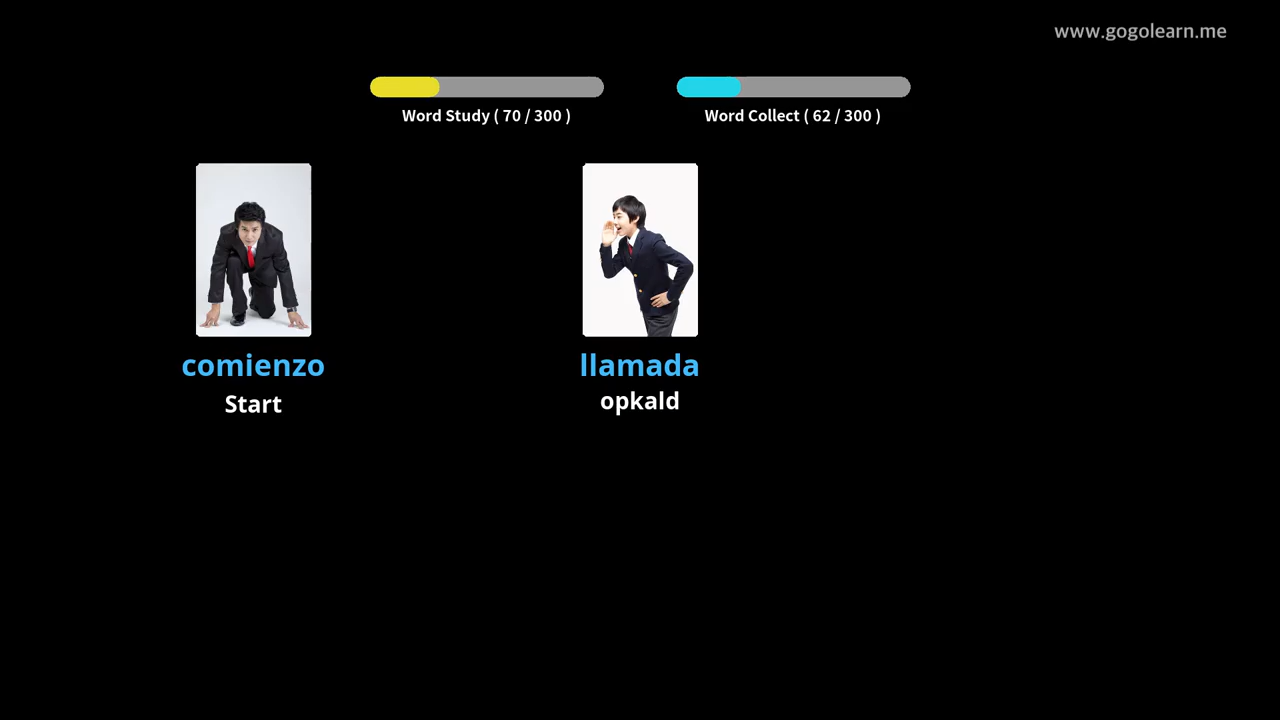 www.gogolearn.me
Word Study ( 70 / 300 )
Word Collect ( 62 / 300 )
comienzo
Start
llamada
opkald